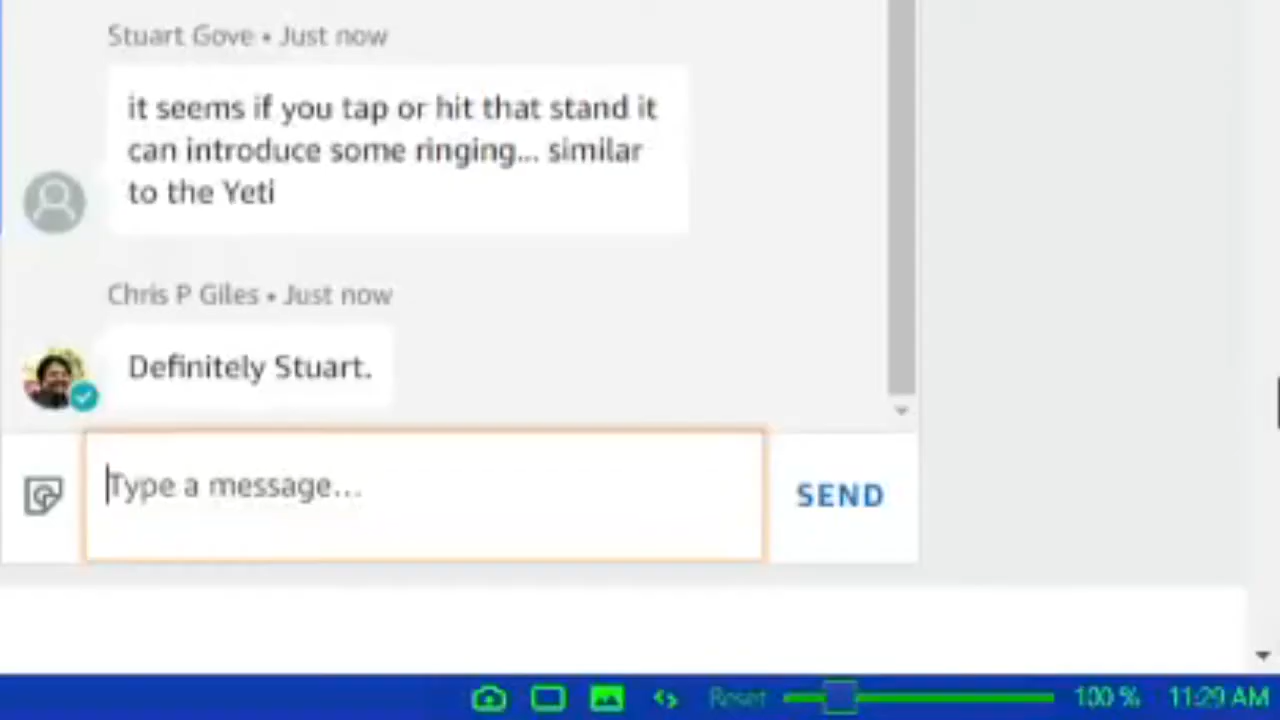 Stuart Gove • Just now
it seems if you tap or hit that stand it
can introduce some ringing... similar
to the Yeti
Chris P Giles • Just now
Definitely Stuart.
Type a message...
SEND
Reset 100 % 11:29 AM